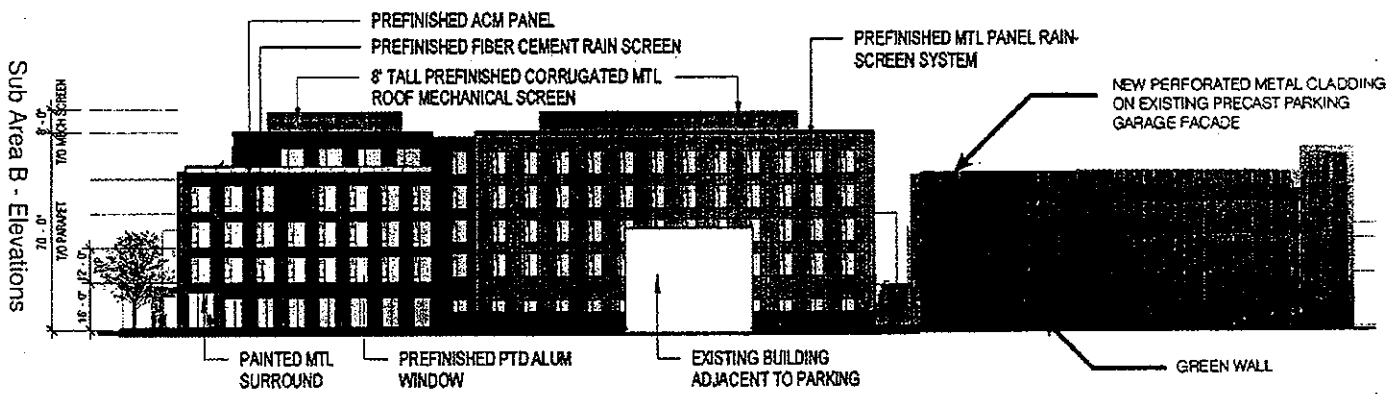 PREFINISHED ACM PANEL
PREFINISHED FIBER CEMENT RAIN SCREEN
8' TALL PREFINISHED CORRUGATED MTL
ROOF MECHANICAL SCREEN
PREFINISHED MTL PANEL RAIN-
SCREEN SYSTEM
NEW PERFORATED METAL CLADDING
ON EXISTING PRECAST PARKING
GARAGE FACADE
Sub Area B - Elevations
8' - 0"
T/O MECH SCREEN
T/O PARAPET
12' - 0"
16' - 0"
PAINTED MTL
SURROUND
PREFINISHED PTD ALUM
WINDOW
EXISTING BUILDING
ADJACENT TO PARKING
GREEN WALL